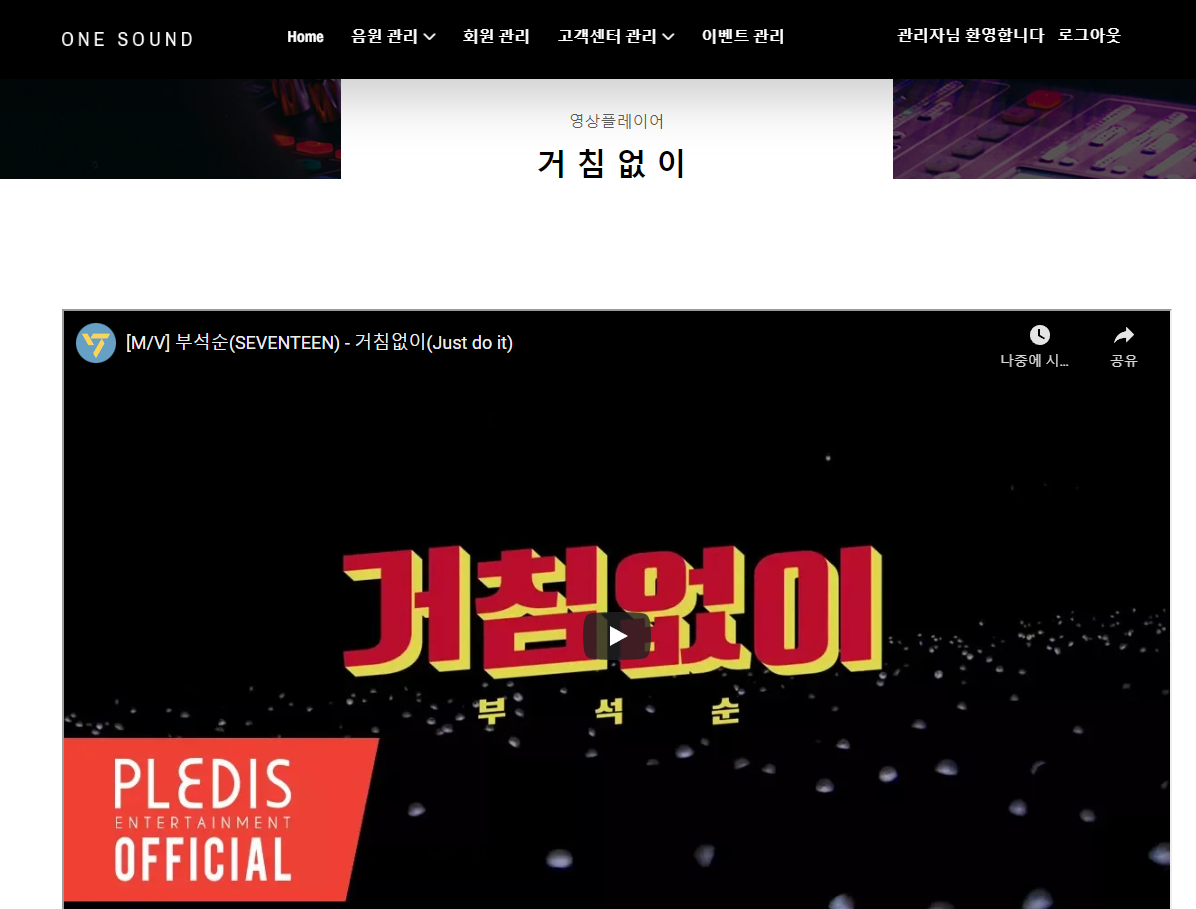 ONE SOUND
Home 음원 관리 회원 관리 고객센터 관리 이벤트 관리
관리자님 환영합니다 로그아웃
영상플레이어
거침없이
[M/V] 부석순(SEVENTEEN) - 거침없이(Just do it)
나중에 시...
공유
거침없이
부석순
PLEDIS
ENTERTAINMENT
OFFICIAL